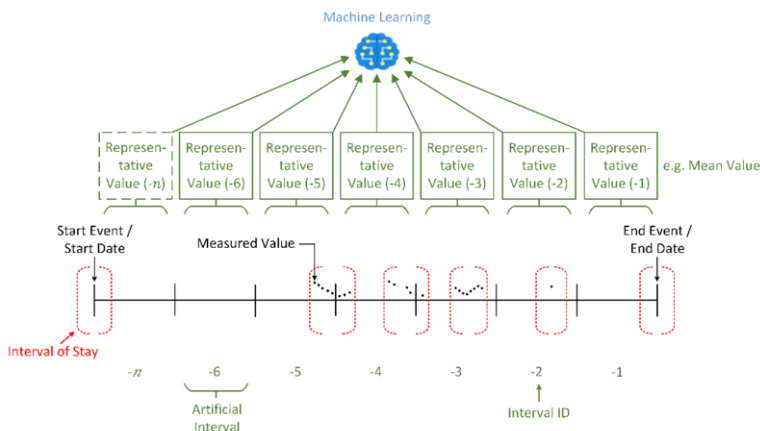 Machine Learning
Represen-
tative
Value (-n)
Represen-
tative
Value (-6)
Represen-
tative
Value (-5)
Represen-
tative
Value (-4)
Represen-
tative
Value (-3)
Represen-
tative
Value (-2)
Represen-
tative
Value (-1)
e.g. Mean Value
Start Event /
Start Date
Measured Value
End Event /
End Date
Interval of Stay
-n
-6
-5
-4
-3
-2
-1
Artificial
Interval
Interval ID